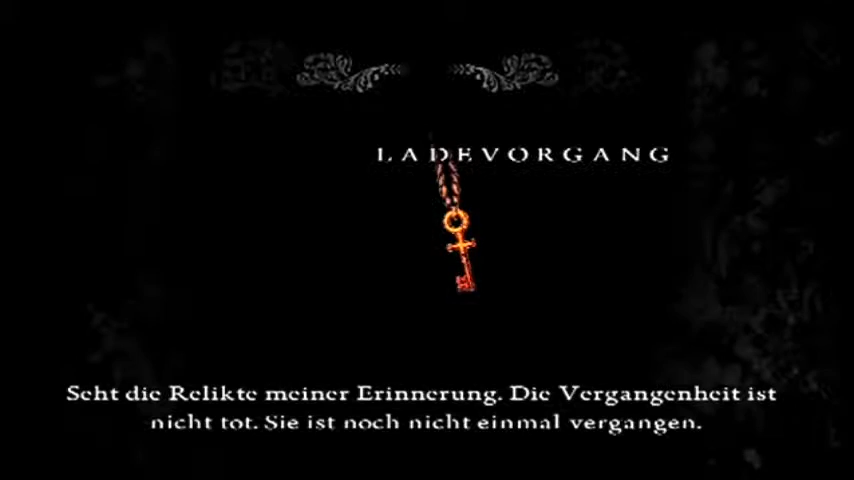 LADEVORGANG
Seht die Relikte meiner Erinnerung. Die Vergangenheit ist
nicht tot. Sie ist noch nicht einmal vergangen.